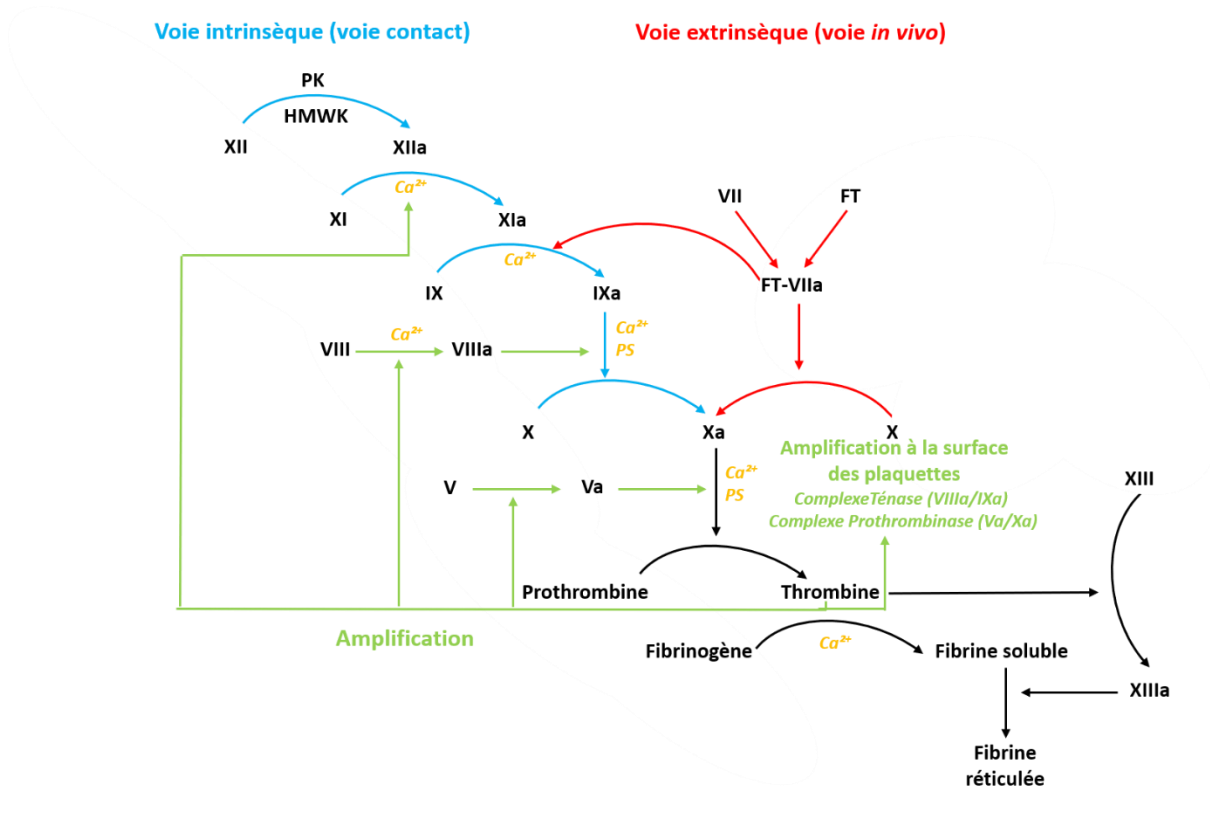 Voie intrinsèque (voie contact)
Voie extrinsèque (voie in vivo)
PK
HMWK
XII
XIIa
Ca²⁺
XI
XIa
VII
FT
Ca²⁺
IX
IXa
FT-VIIa
Ca²⁺
VIII
VIIIa
Ca²⁺
PS
X
Xa
X
Amplification à la surface
des plaquettes
ComplexeTénase (VIIIa/IXa)
Complexe Prothrombinase (Va/Xa)
Ca²⁺
PS
V
Va
XIII
Prothrombine
Thrombine
Amplification
Fibrinogène
Ca²⁺
Fibrine soluble
XIIIa
Fibrine
réticulée